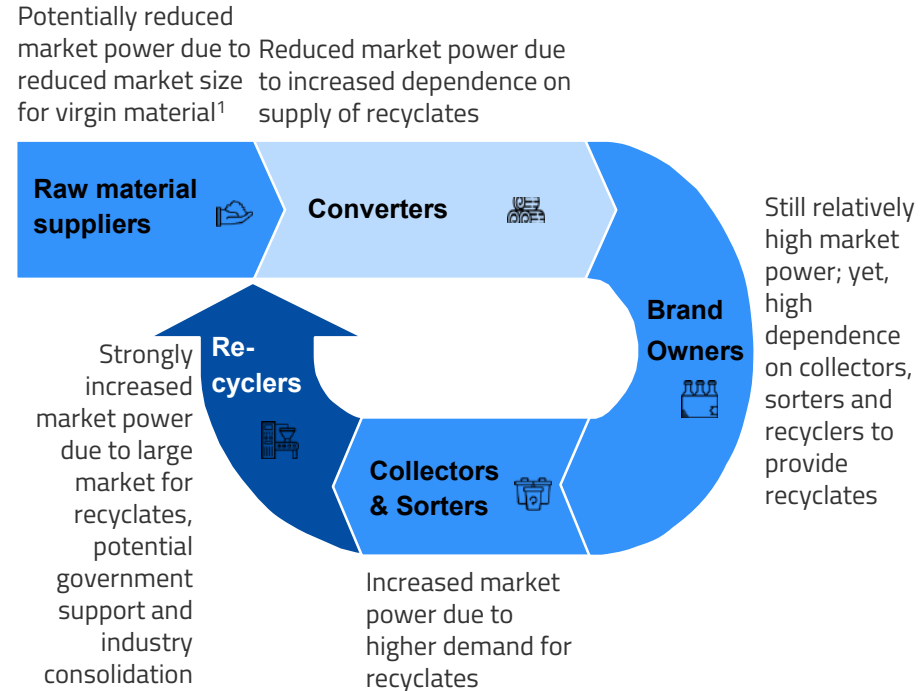 Potentially reduced
market power due to
reduced market size
for virgin material¹
Reduced market power due
to increased dependence on
supply of recyclates
Raw material
suppliers
Converters
Brand
Owners
Still relatively
high market
power; yet,
high
dependence
on collectors,
sorters and
recyclers to
provide
recyclates
Collectors
& Sorters
Increased market
power due to
higher demand for
recyclates
Re-
cyclers
Strongly
increased
market power
due to large
market for
recyclates,
potential
government
support and
industry
consolidation